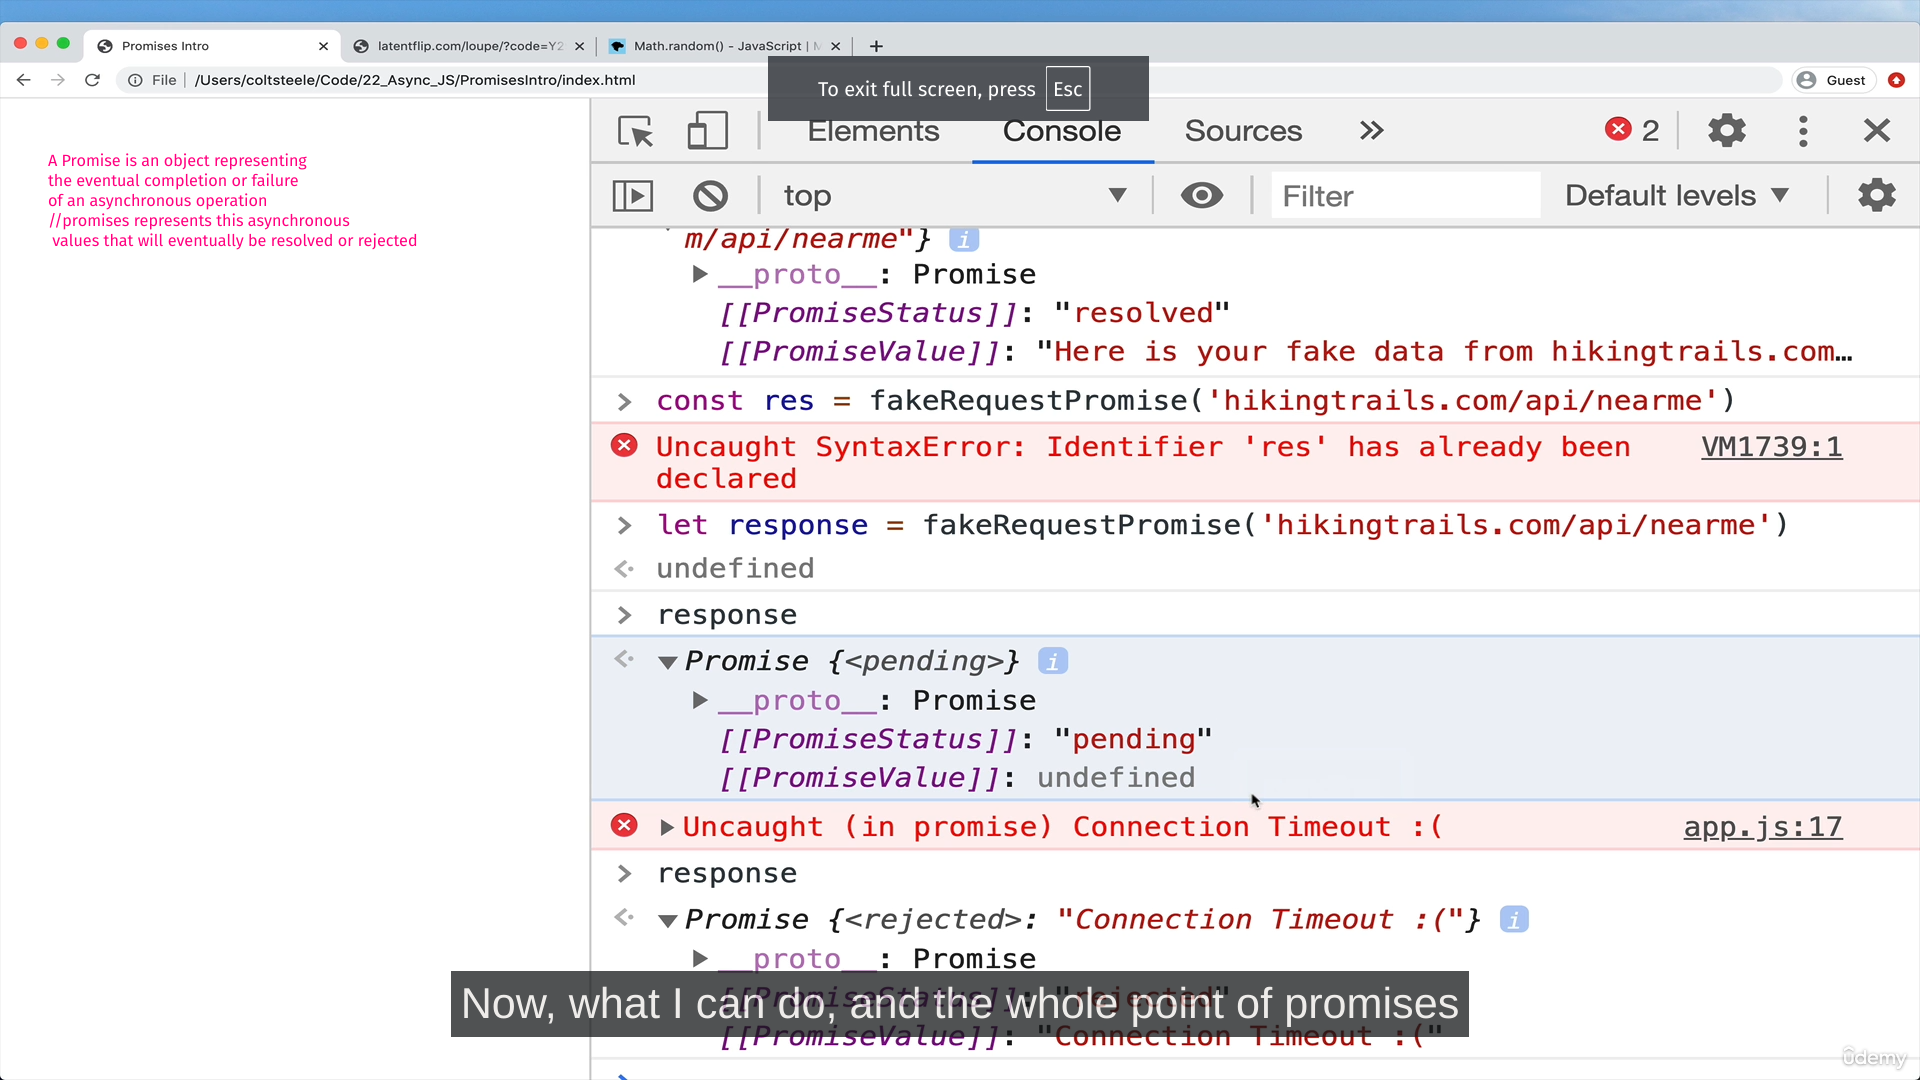 Promises Intro
latentflip.com/loupe/?code=Y2
Math.random() - JavaScript | M
File
/Users/coltsteele/Code/22_Async_JS/PromisesIntro/index.html
Guest
To exit full screen, press Esc
A Promise is an object representing
the eventual completion or failure
of an asynchronous operation
//promises represents this asynchronous
values that will eventually be resolved or rejected
Elements Console Sources 2
top Filter Default levels
m/api/nearme"} i
__proto__: Promise
[[PromiseStatus]]: "resolved"
[[PromiseValue]]: "Here is your fake data from hikingtrails.com…
const res = fakeRequestPromise('hikingtrails.com/api/nearme')
Uncaught SyntaxError: Identifier 'res' has already been VM1739:1
declared
let response = fakeRequestPromise('hikingtrails.com/api/nearme')
undefined
response
Promise {<pending>} i
__proto__: Promise
[[PromiseStatus]]: "pending"
[[PromiseValue]]: undefined
Uncaught (in promise) Connection Timeout :( app.js:17
response
Promise {<rejected>: "Connection Timeout :("} i
__proto__: Promise
[[PromiseStatus]]: "rejected"
Now, what I can do, and the whole point of promises
[[PromiseValue]]: "Connection Timeout :("
ûdemy